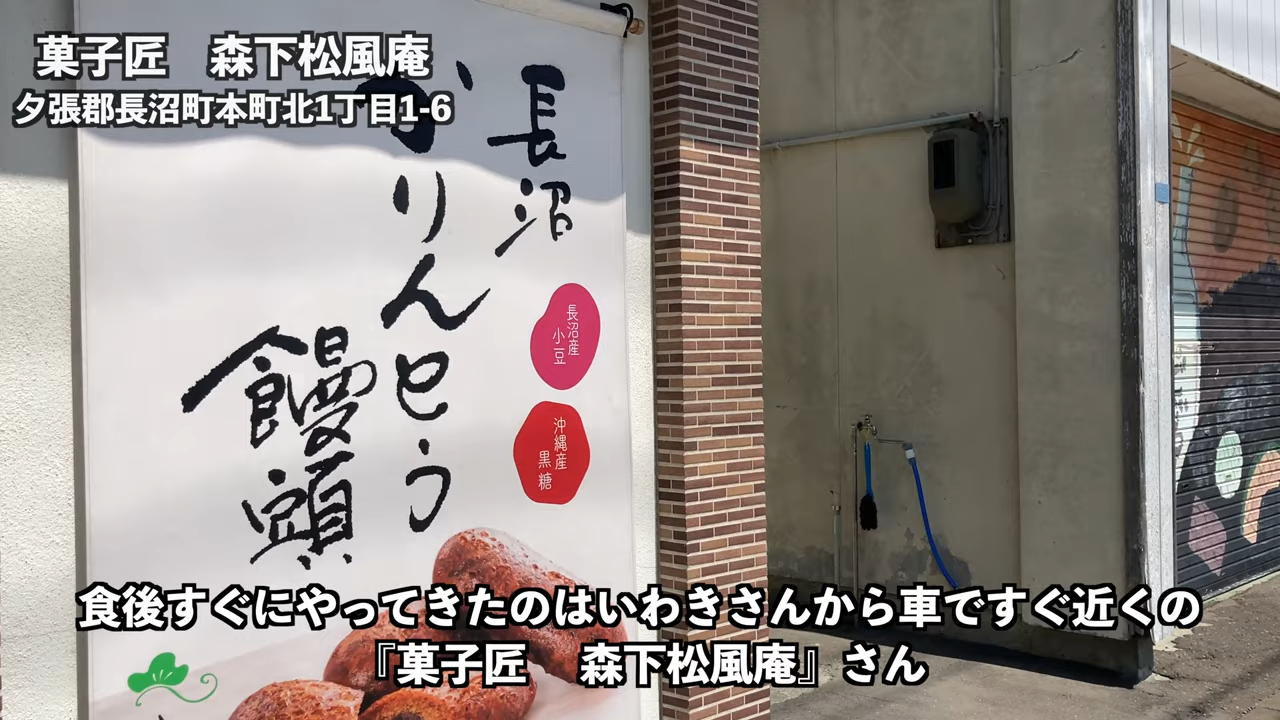 菓子匠　森下松風庵
夕張郡長沼町本町北1丁目1-6
長沼
かりんとう
饅頭
長沼産
小豆
沖縄産
黒糖
食後すぐにやってきたのはいわきさんから車ですぐ近くの
『菓子匠　森下松風庵』さん